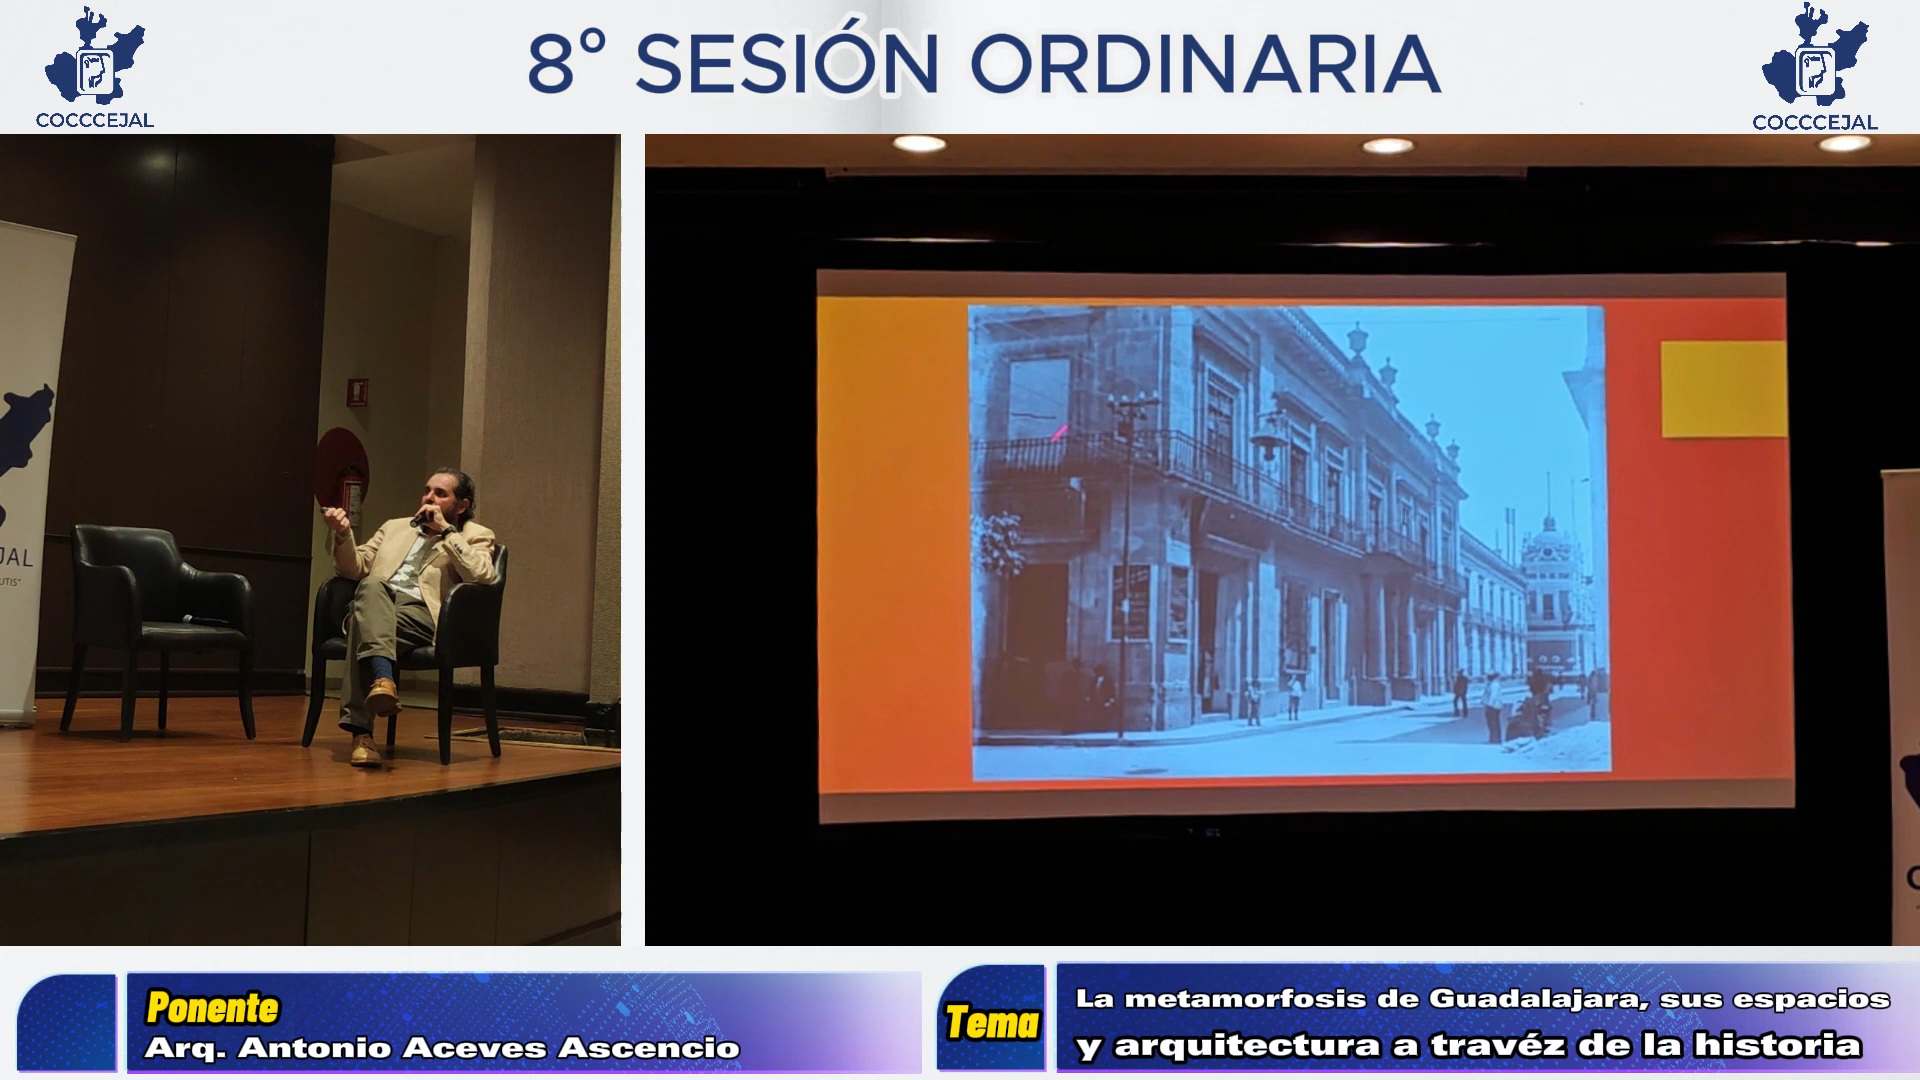 8° SESIÓN ORDINARIA
COCCCEJAL
COCCCEJAL
JAL
Ponente
Arq. Antonio Aceves Ascencio
Tema
La metamorfosis de Guadalajara, sus espacios
y arquitectura a travéz de la historia